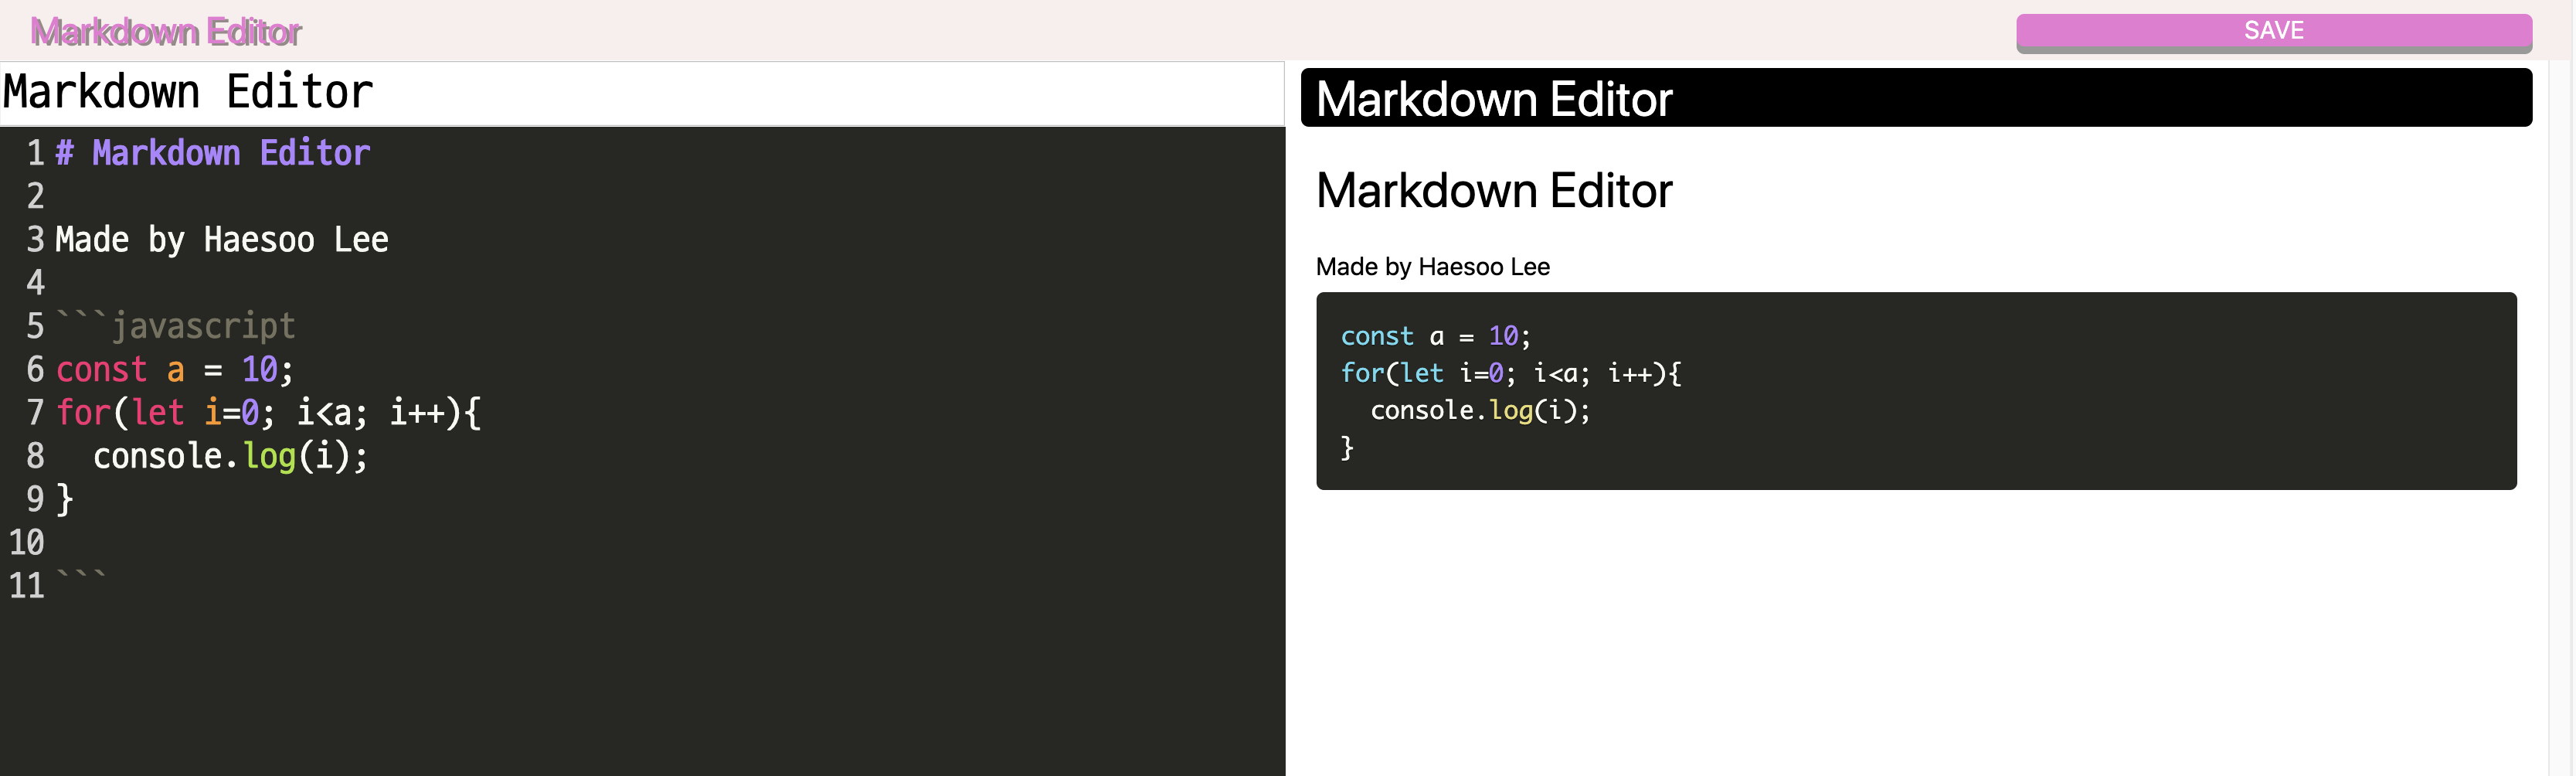 Markdown Editor
SAVE
Markdown Editor
1 # Markdown Editor
2
3 Made by Haesoo Lee
4
5 ```javascript
6 const a = 10;
7 for(let i=0; i<a; i++){
8   console.log(i);
9 }
10
11 ```
Markdown Editor
Markdown Editor
Made by Haesoo Lee
const a = 10;
for(let i=0; i<a; i++){
  console.log(i);
}